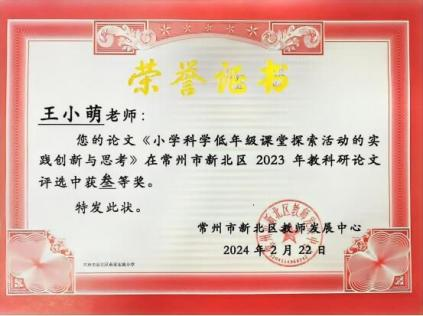 荣誉证书
王小萌老师：
您的论文《小学科学低年级课堂探索活动的实
践创新与思考》在常州市新北区 2023 年教科研论文
评选中获叁等奖。
特发此状。
常州市新北区教师发展中心
2024 年 2 月 22 日